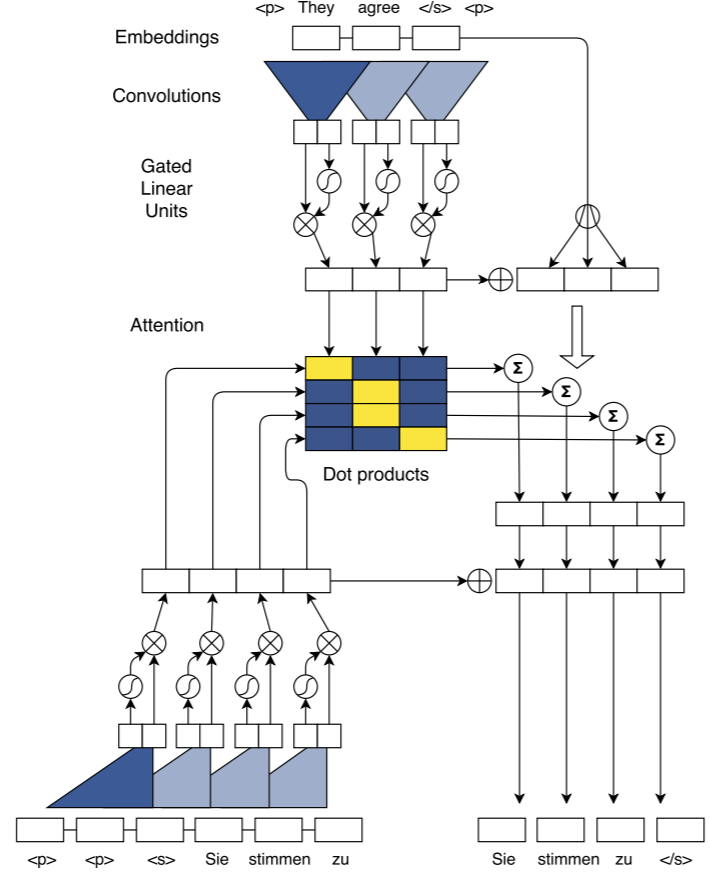 <p> They agree </s> <p>
Embeddings
Convolutions
Gated
Linear
Units
Attention
Σ
Σ
Σ
Σ
Dot products
<p> <p> <s> Sie stimmen zu
Sie stimmen zu </s>